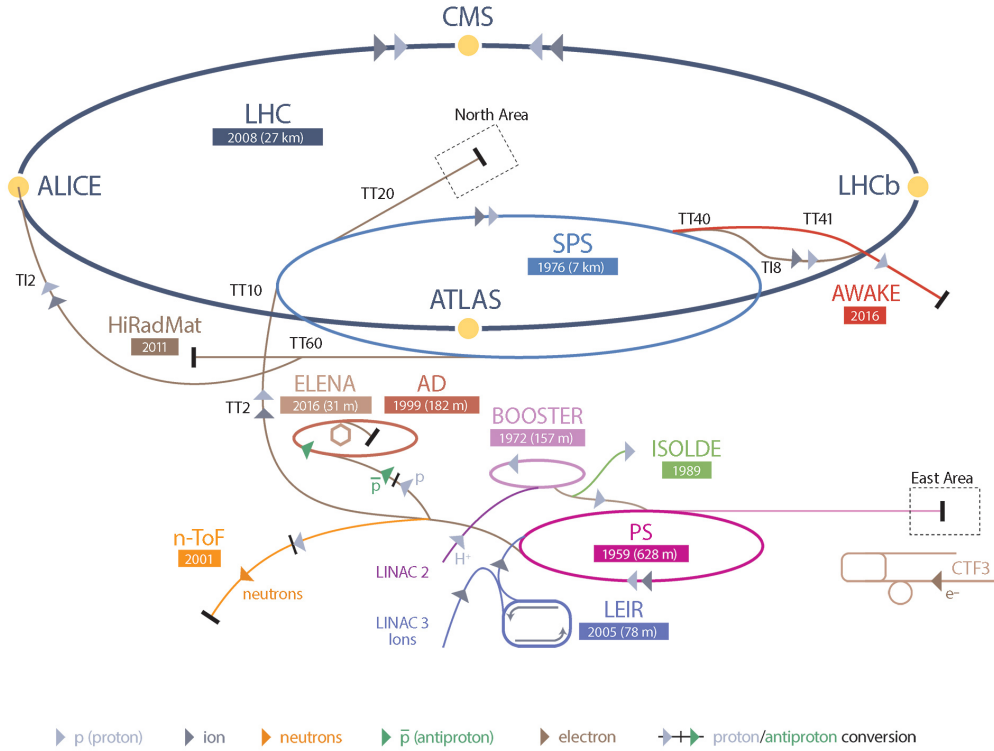 CMS
LHC
2008 (27 km)
North Area
ALICE
LHCb
TT20
TT40
TT41
SPS
1976 (7 km)
TI8
TI2
TT10
ATLAS
AWAKE
2016
HiRadMat
2011
TT60
ELENA
2016 (31 m)
AD
1999 (182 m)
TT2
BOOSTER
1972 (157 m)
ISOLDE
1989
p̅
p
East Area
n-ToF
2001
PS
1959 (628 m)
H⁺
LINAC 2
neutrons
CTF3
e⁻
LEIR
2005 (78 m)
LINAC 3
Ions
p (proton)
ion
neutrons
p̅ (antiproton)
electron
proton/antiproton conversion